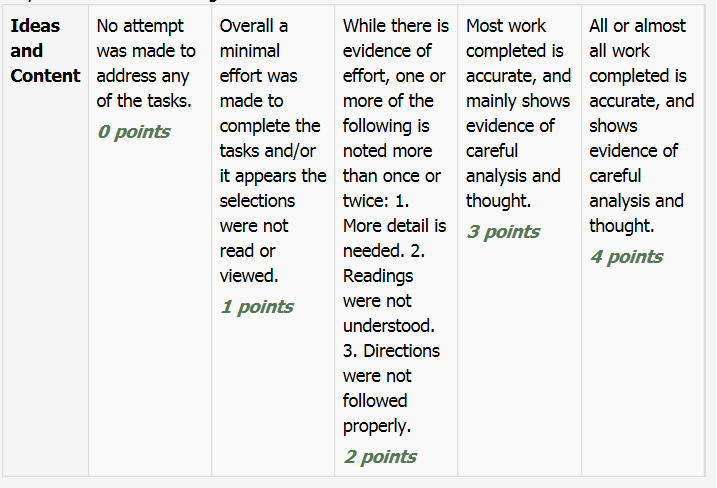 Ideas
and
Content
No attempt
was made to
address any
of the tasks.
0 points
Overall a
minimal
effort was
made to
complete the
tasks and/or
it appears the
selections
were not
read or
viewed.
1 points
While there is
evidence of
effort, one or
more of the
following is
noted more
than once or
twice: 1.
More detail is
needed. 2.
Readings
were not
understood.
3. Directions
were not
followed
properly.
2 points
Most work
completed is
accurate, and
mainly shows
evidence of
careful
analysis and
thought.
3 points
All or almost
all work
completed is
accurate, and
shows
evidence of
careful
analysis and
thought.
4 points